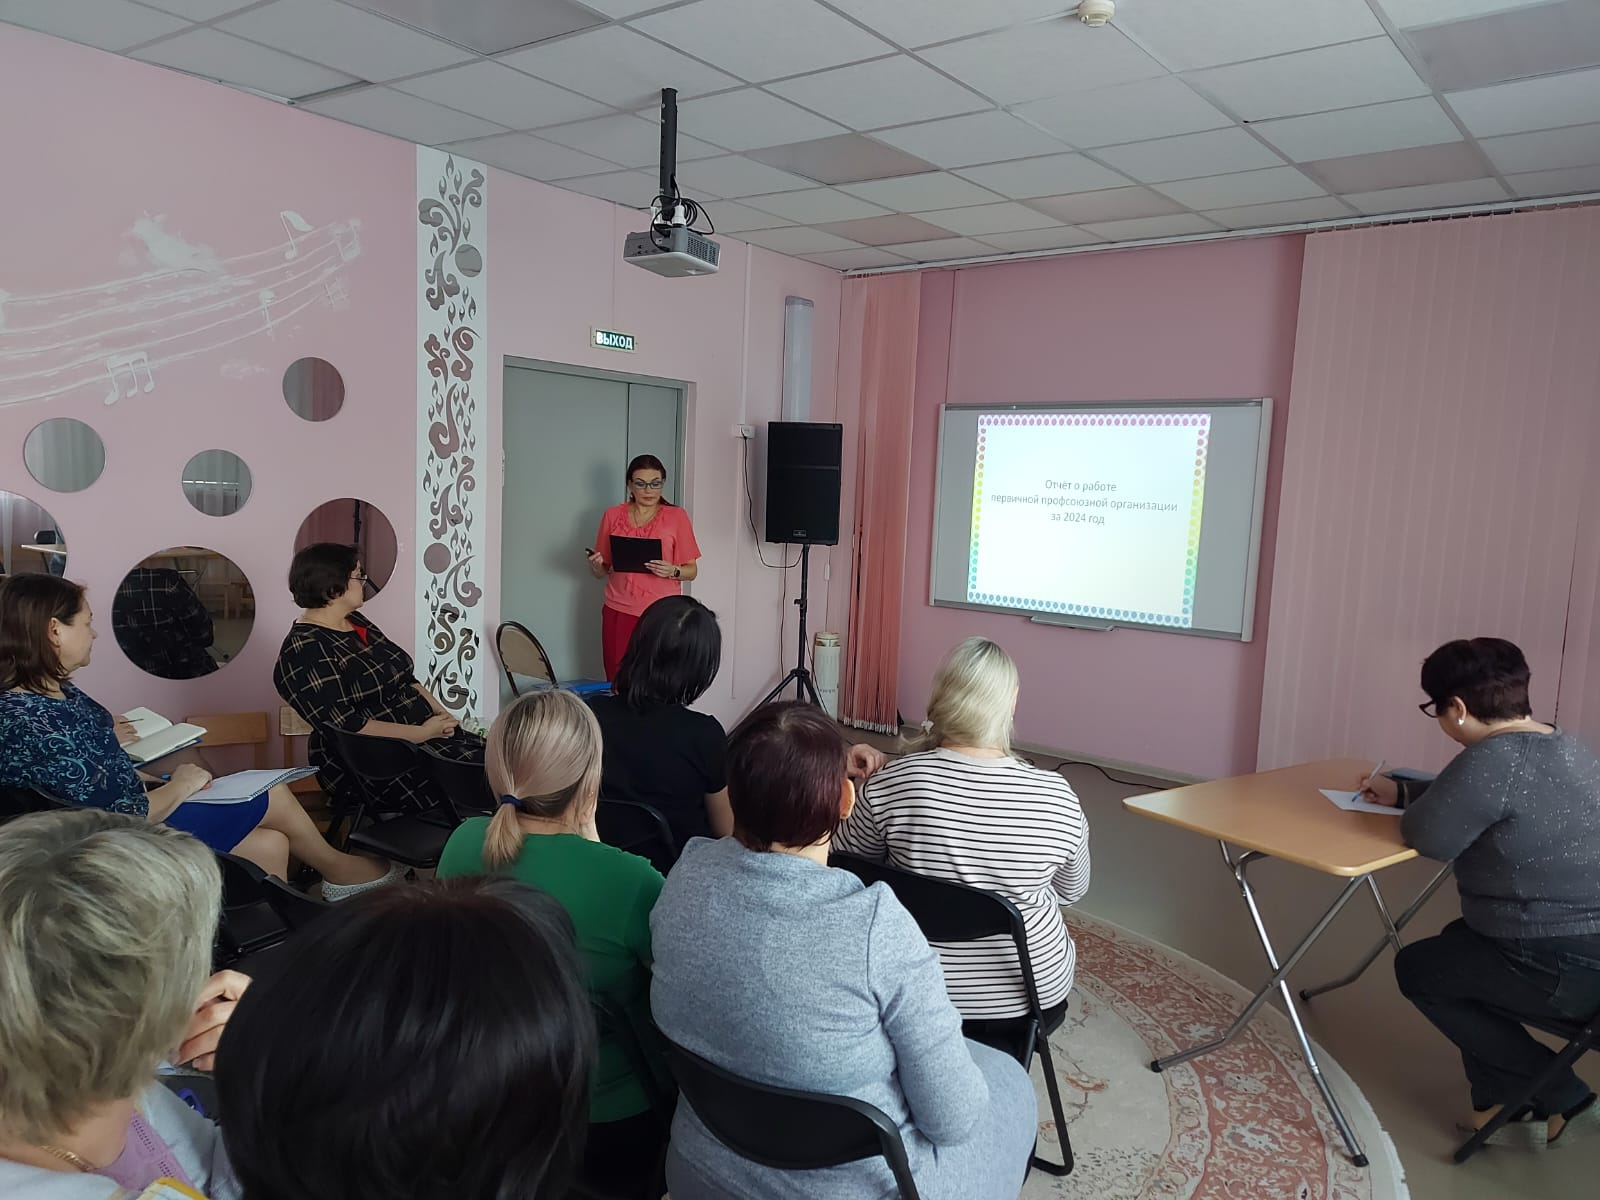 ВЫХОД
Отчёт о работе
первичной профсоюзной организации
за 2024 год